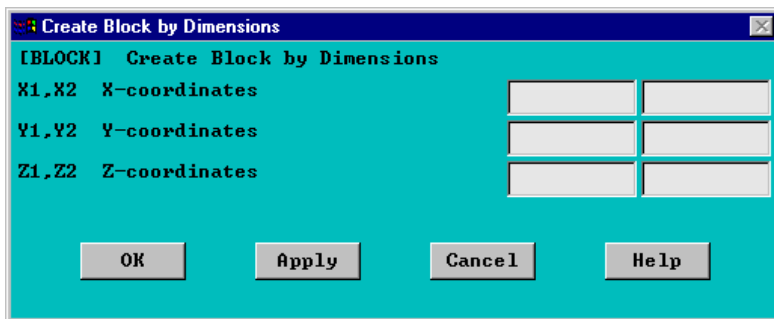 Create Block by Dimensions
[BLOCK] Create Block by Dimensions
X1,X2 X-coordinates
Y1,Y2 Y-coordinates
Z1,Z2 Z-coordinates
OK Apply Cancel Help